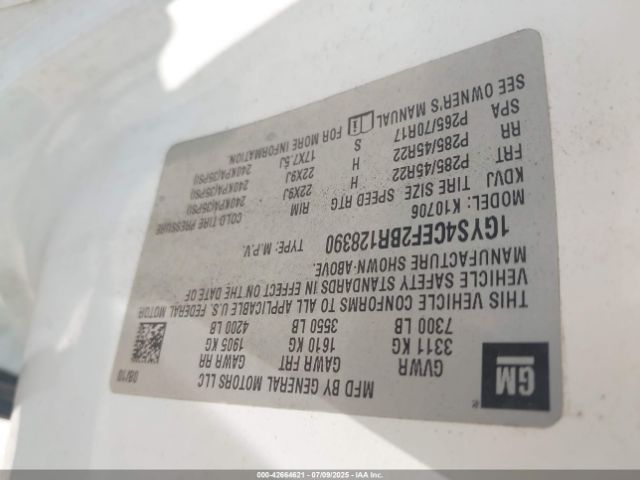 GM
®
MFD BY GENERAL MOTORS LLC
08/10
GVWR GAWR FRT GAWR RR
3311 KG 1610 KG 1905 KG
7300 LB 3550 LB 4200 LB
THIS VEHICLE CONFORMS TO ALL APPLICABLE U.S. FEDERAL MOTOR
VEHICLE SAFETY STANDARDS IN EFFECT ON THE DATE OF
MANUFACTURE SHOWN ABOVE.
1GYS4CEF2BR128390 TYPE: M.P.V.
MODEL: K10706
KDVJ TIRE SIZE SPEED RTG RIM COLD TIRE PRESSURE
FRT P285/45R22 H 22X9J 240KPA(35PSI)
RR P285/45R22 H 22X9J 240KPA(35PSI)
SPA P265/70R17 S 17X7.5J 240KPA(35PSI)
SEE OWNER'S MANUAL FOR MORE INFORMATION.
000-42664621 - 07/09/2025 - IAAI.com